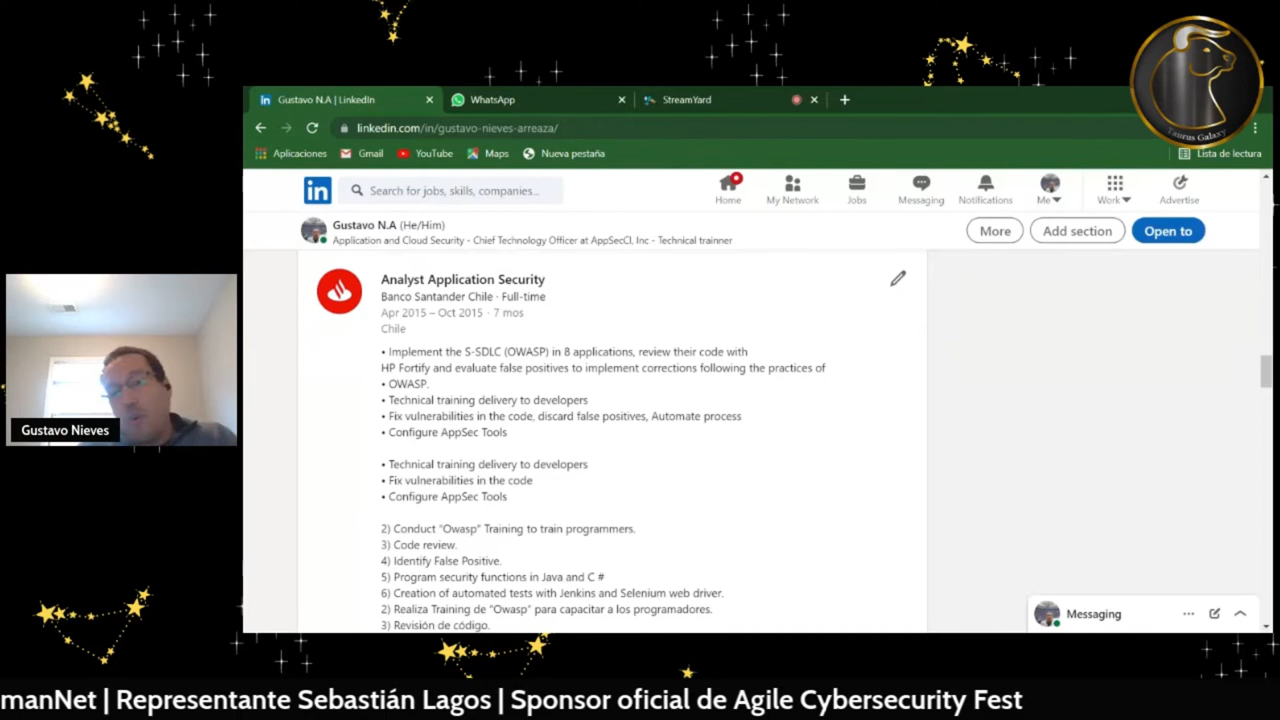 Taurus Galaxy
Gustavo N.A | LinkedIn
WhatsApp
StreamYard
linkedin.com/in/gustavo-nieves-arreaza/
Aplicaciones
Gmail
YouTube
Maps
Nueva pestaña
Lista de lectura
in
Search for jobs, skills, companies...
Home
My Network
Jobs
Messaging
Notifications
Me
Work
Advertise
Gustavo N.A (He/Him)
Application and Cloud Security - Chief Technology Officer at AppSecCl, Inc - Technical trainner
More
Add section
Open to
Analyst Application Security
Banco Santander Chile · Full-time
Apr 2015 – Oct 2015 · 7 mos
Chile
• Implement the S-SDLC (OWASP) in 8 applications, review their code with
HP Fortify and evaluate false positives to implement corrections following the practices of
• OWASP.
• Technical training delivery to developers
• Fix vulnerabilities in the code, discard false positives, Automate process
• Configure AppSec Tools
• Technical training delivery to developers
• Fix vulnerabilities in the code
• Configure AppSec Tools
2) Conduct "Owasp" Training to train programmers.
3) Code review.
4) Identify False Positive.
5) Program security functions in Java and C #
6) Creation of automated tests with Jenkins and Selenium web driver.
2) Realiza Training de "Owasp" para capacitar a los programadores.
3) Revisión de código.
Messaging
Gustavo Nieves
manNet | Representante Sebastián Lagos | Sponsor oficial de Agile Cybersecurity Fest